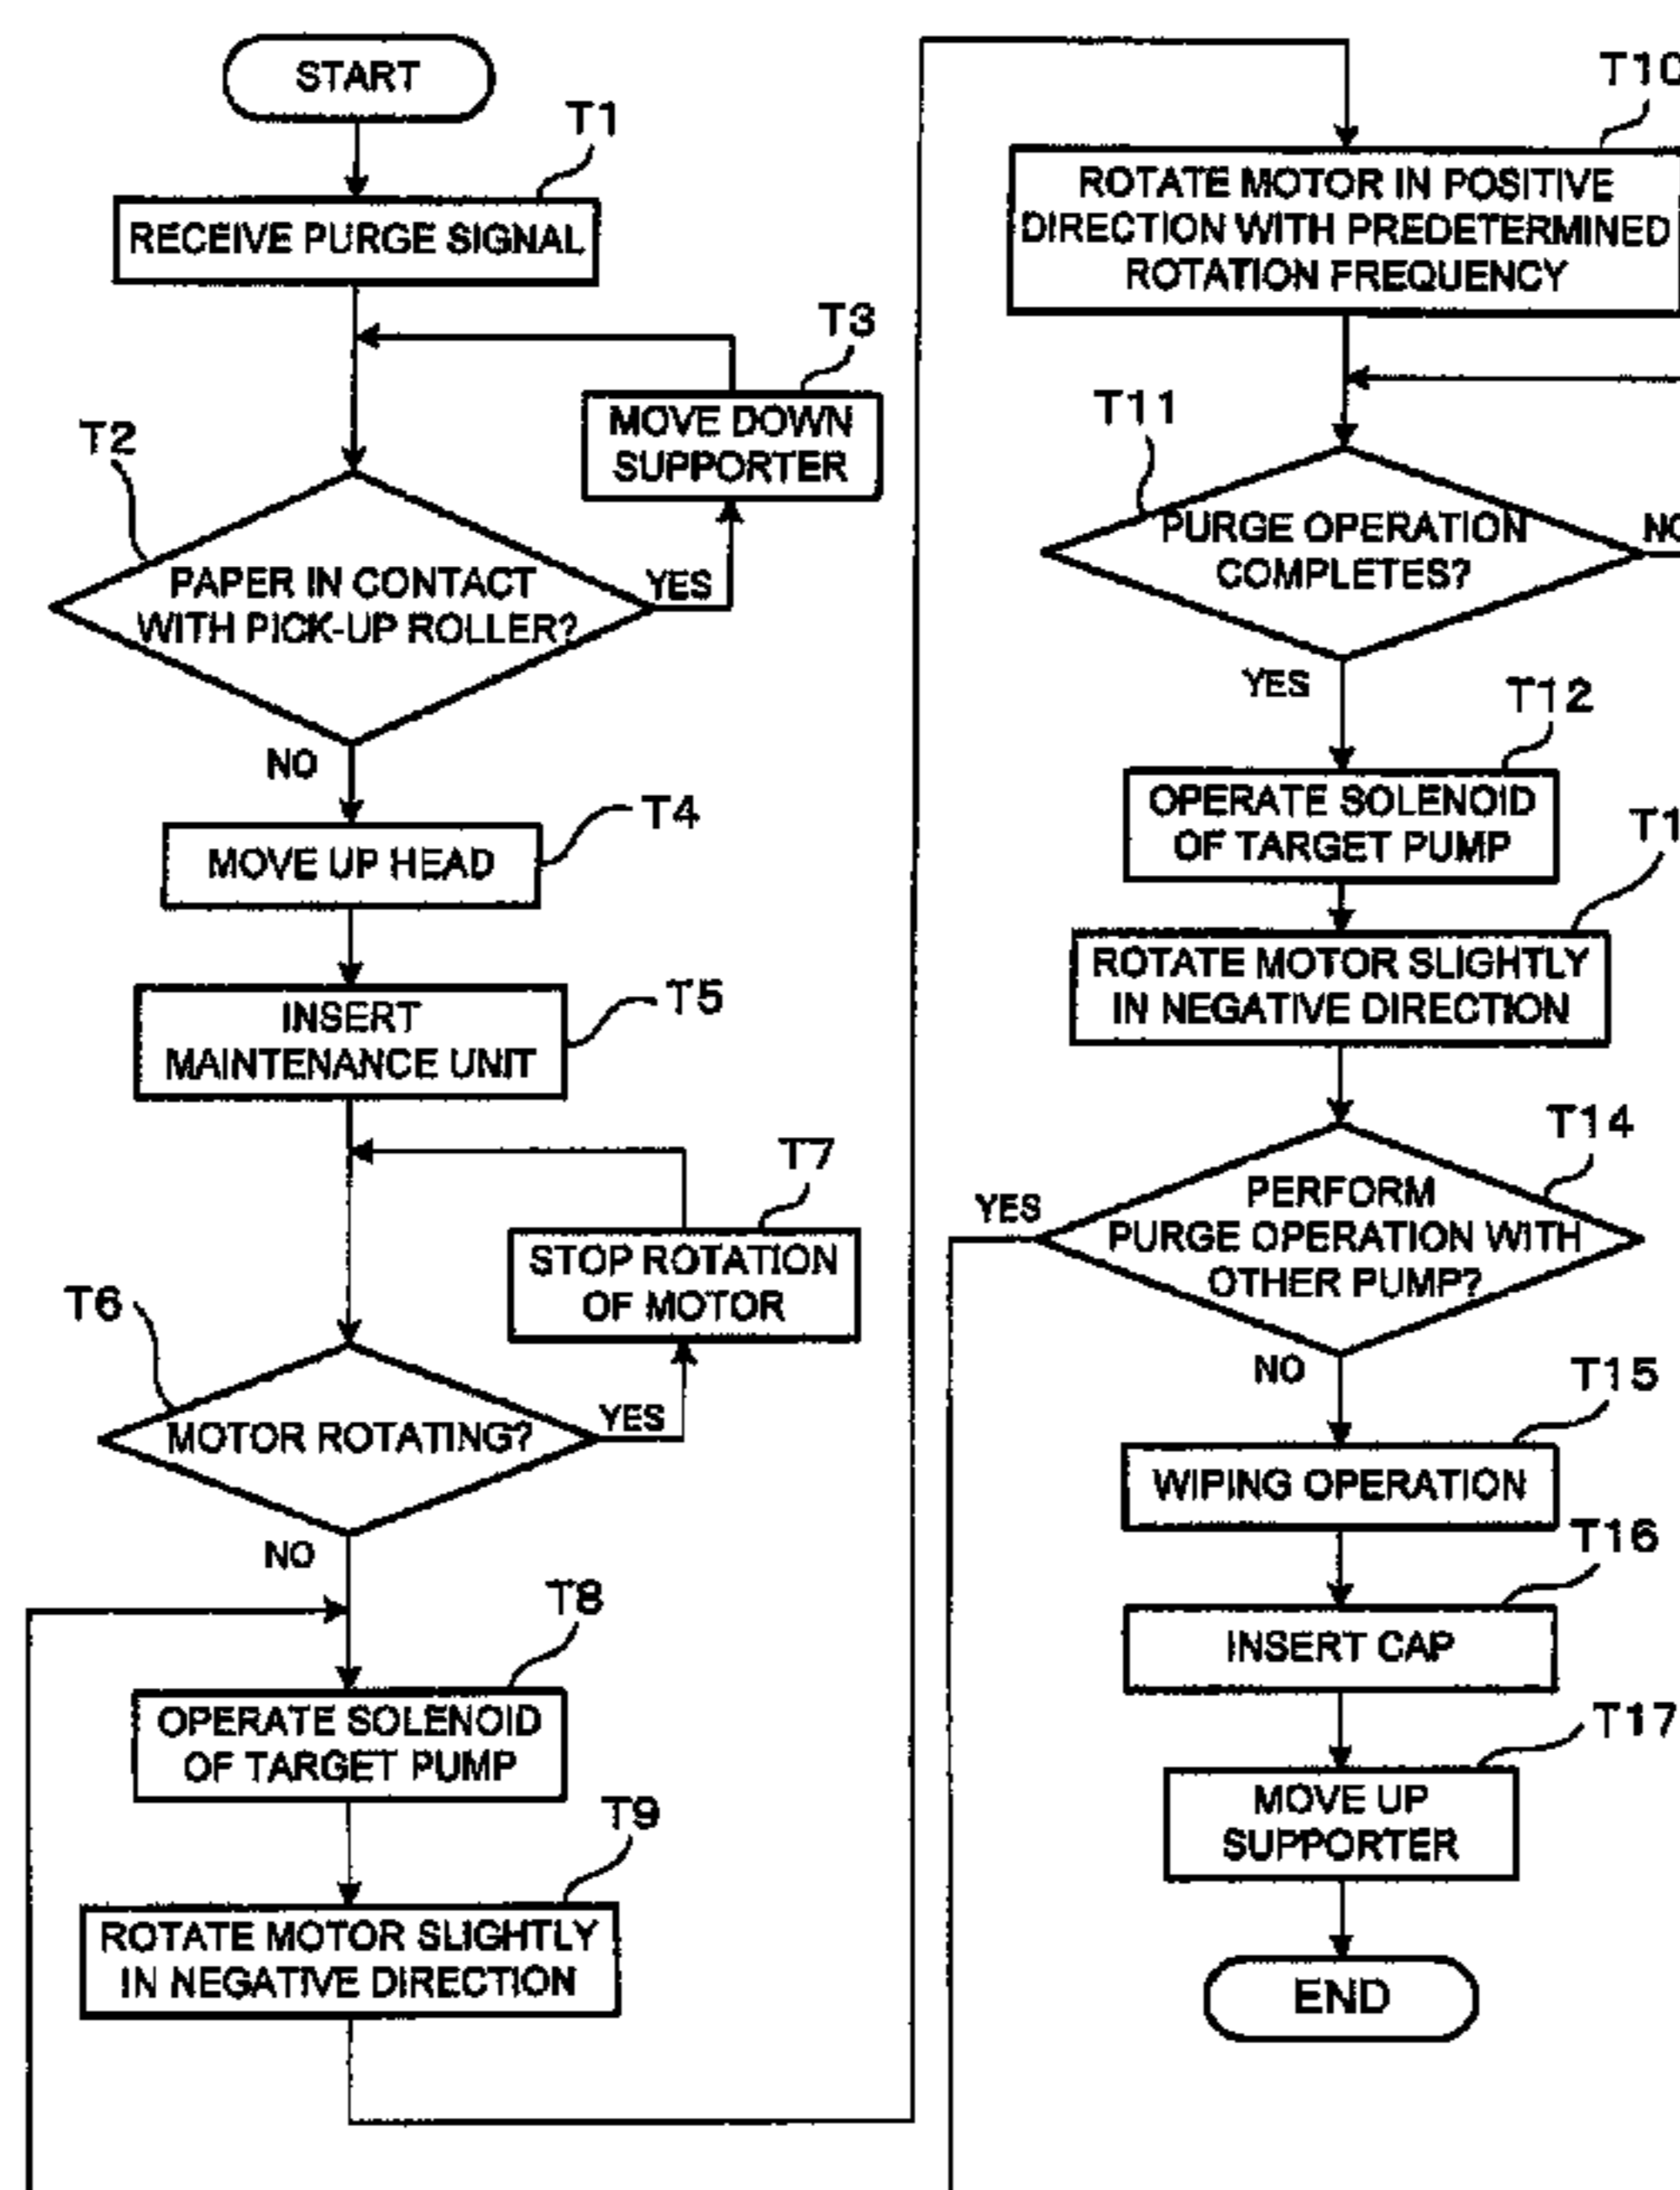 START
T1
RECEIVE PURGE SIGNAL
T3
MOVE DOWN
SUPPORTER
T2
PAPER IN CONTACT
WITH PICK-UP ROLLER?
YES
NO
T4
MOVE UP HEAD
T5
INSERT
MAINTENANCE UNIT
T7
STOP ROTATION
OF MOTOR
T6
MOTOR ROTATING?
YES
NO
T8
OPERATE SOLENOID
OF TARGET PUMP
T9
ROTATE MOTOR SLIGHTLY
IN NEGATIVE DIRECTION
T10
ROTATE MOTOR IN POSITIVE
DIRECTION WITH PREDETERMINED
ROTATION FREQUENCY
T11
PURGE OPERATION
COMPLETES?
NO
YES
T12
OPERATE SOLENOID
OF TARGET PUMP
T1
ROTATE MOTOR SLIGHTLY
IN NEGATIVE DIRECTION
T14
PERFORM
PURGE OPERATION WITH
OTHER PUMP?
YES
NO
T15
WIPING OPERATION
T16
INSERT CAP
T17
MOVE UP
SUPPORTER
END